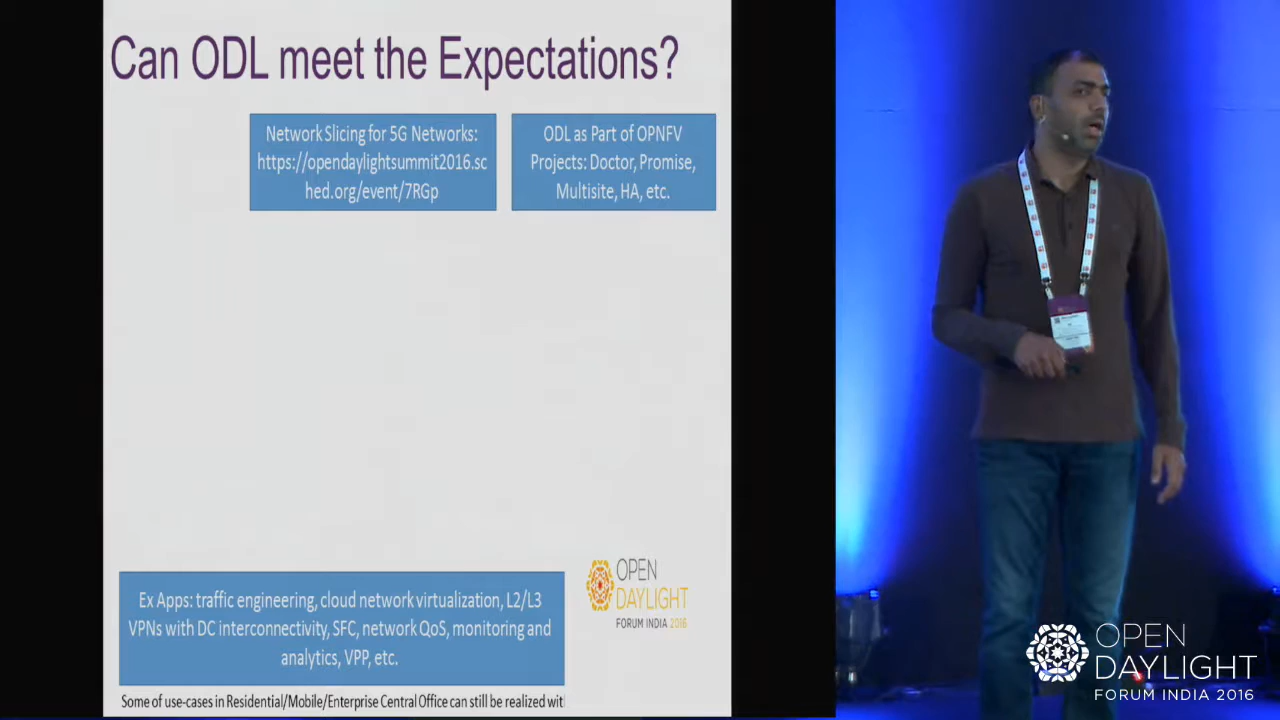 Can ODL meet the Expectations?
Network Slicing for 5G Networks:
https://opendaylightsummit2016.sc
hed.org/event/7RGp
ODL as Part of OPNFV
Projects: Doctor, Promise,
Multisite, HA, etc.
Ex Apps: traffic engineering, cloud network virtualization, L2/L3
VPNs with DC interconnectivity, SFC, network QoS, monitoring and
analytics, VPP, etc.
OPEN
DAYLIGHT
FORUM INDIA 2016
Some of use-cases in Residential/Mobile/Enterprise Central Office can still be realized wit
OPEN
DAYLIGHT
FORUM INDIA 2016